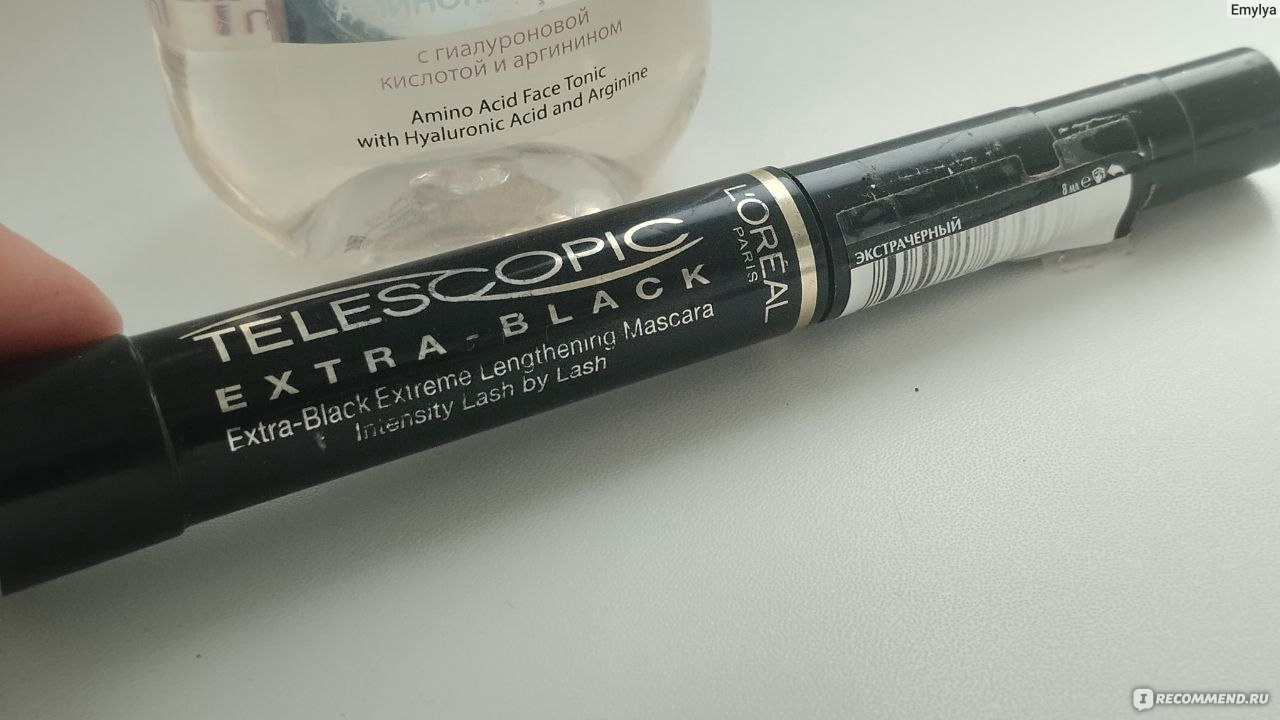 Emylya
с гиалуроновой
кислотой и аргинином
Amino Acid Face Tonic
with Hyaluronic Acid and Arginine
TELESCOPIC
EXTRA-BLACK
Extra-Black Extreme Lengthening Mascara
Intensity Lash by Lash
L'ORÉAL
PARIS
ЭКСТРАЧЕРНЫЙ
8 мл e
IRECOMMEND.RU